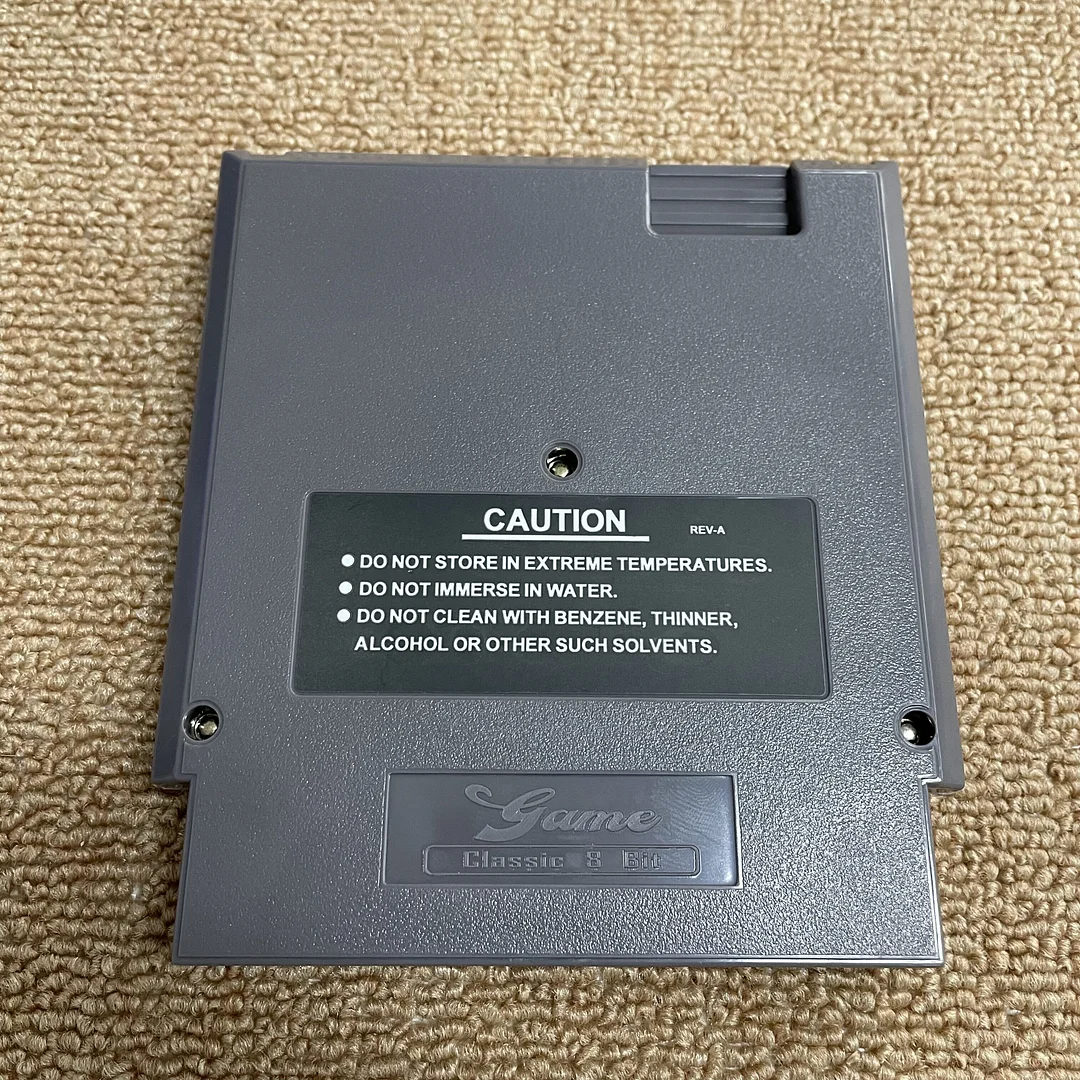 CAUTION REV-A
● DO NOT STORE IN EXTREME TEMPERATURES.
● DO NOT IMMERSE IN WATER.
● DO NOT CLEAN WITH BENZENE, THINNER,
ALCOHOL OR OTHER SUCH SOLVENTS.
Game
Classic 8 Bit